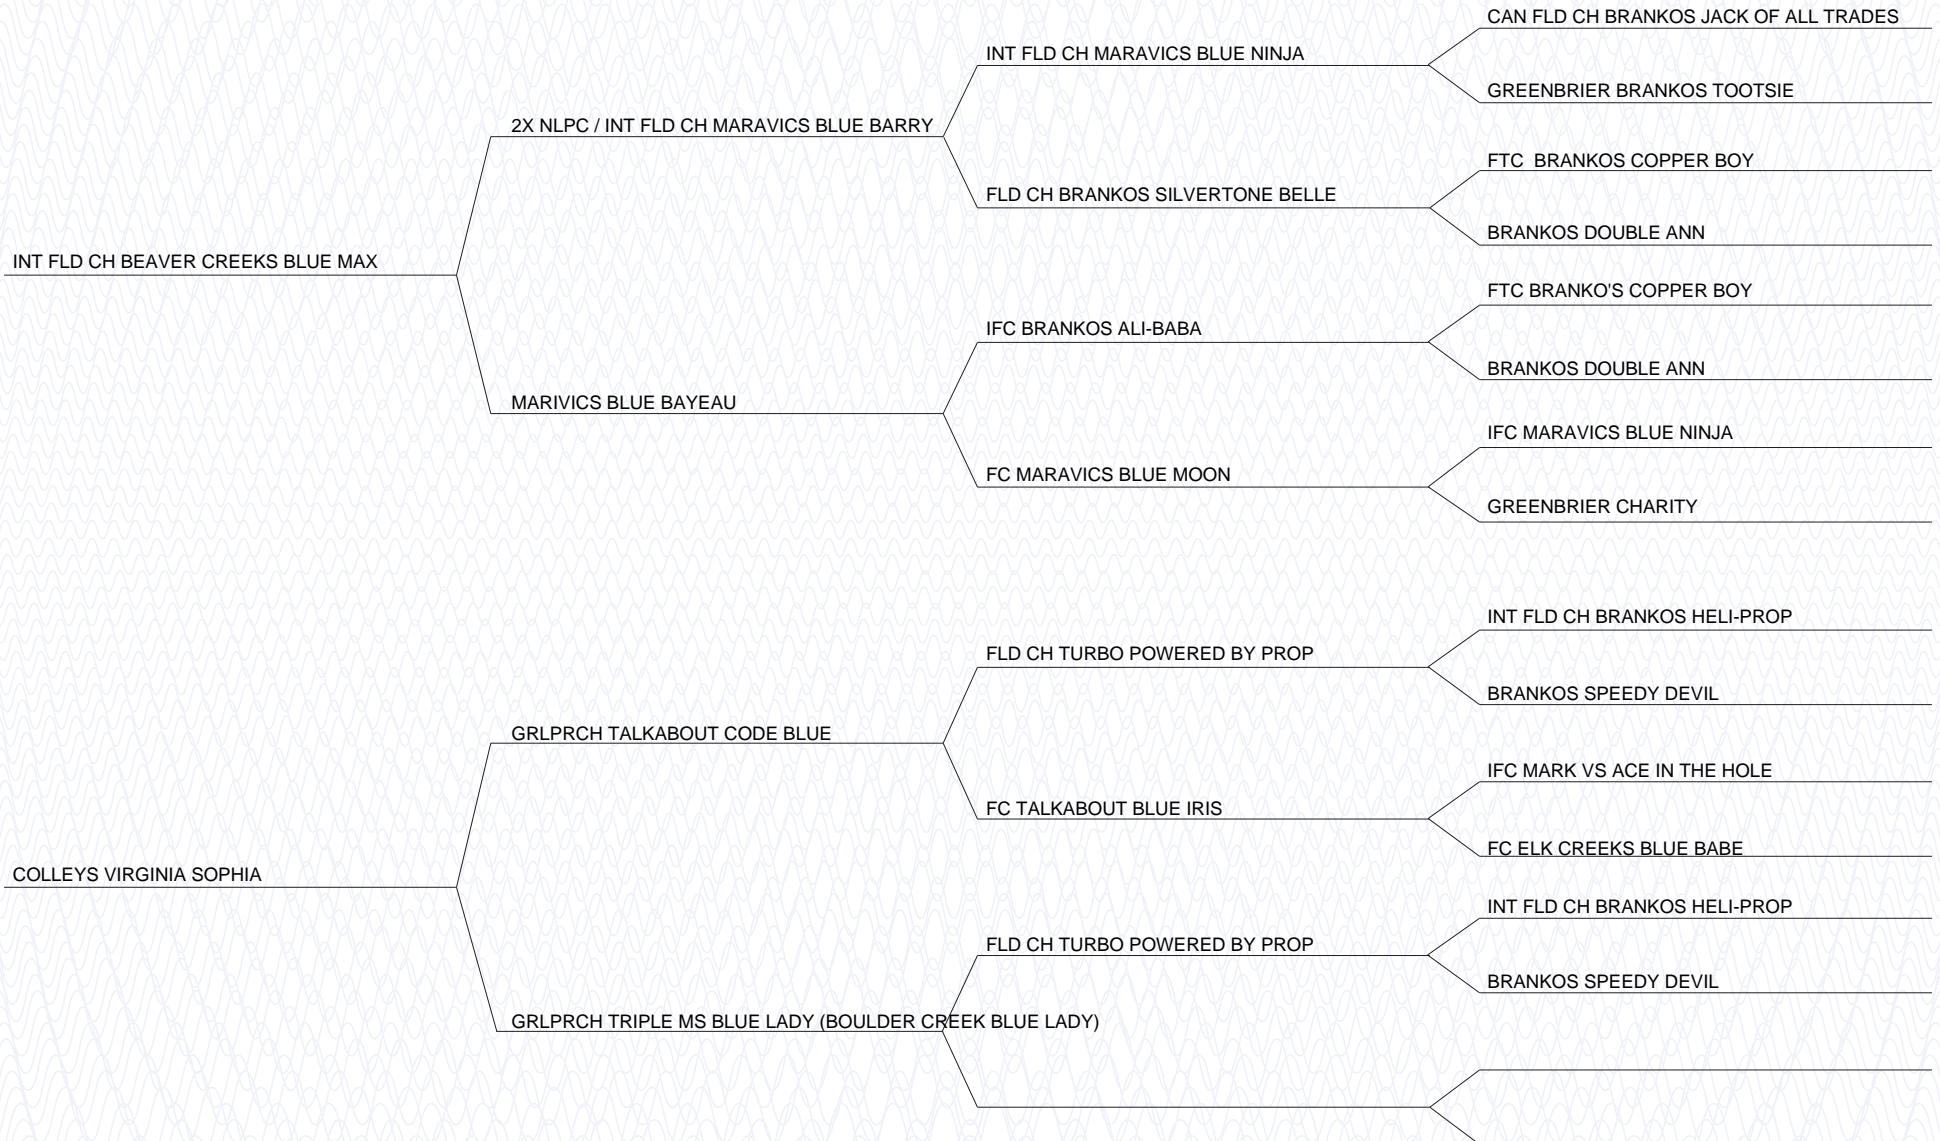 CAN FLD CH BRANKOS JACK OF ALL TRADES
INT FLD CH MARAVICS BLUE NINJA
GREENBRIER BRANKOS TOOTSIE
2X NLPC / INT FLD CH MARAVICS BLUE BARRY
FTC  BRANKOS COPPER BOY
FLD CH BRANKOS SILVERTONE BELLE
BRANKOS DOUBLE ANN
INT FLD CH BEAVER CREEKS BLUE MAX
FTC BRANKO'S COPPER BOY
IFC BRANKOS ALI-BABA
BRANKOS DOUBLE ANN
MARIVICS BLUE BAYEAU
IFC MARAVICS BLUE NINJA
FC MARAVICS BLUE MOON
GREENBRIER CHARITY
INT FLD CH BRANKOS HELI-PROP
FLD CH TURBO POWERED BY PROP
BRANKOS SPEEDY DEVIL
GRLPRCH TALKABOUT CODE BLUE
IFC MARK VS ACE IN THE HOLE
FC TALKABOUT BLUE IRIS
FC ELK CREEKS BLUE BABE
COLLEYS VIRGINIA SOPHIA
INT FLD CH BRANKOS HELI-PROP
FLD CH TURBO POWERED BY PROP
BRANKOS SPEEDY DEVIL
GRLPRCH TRIPLE MS BLUE LADY (BOULDER CREEK BLUE LADY)